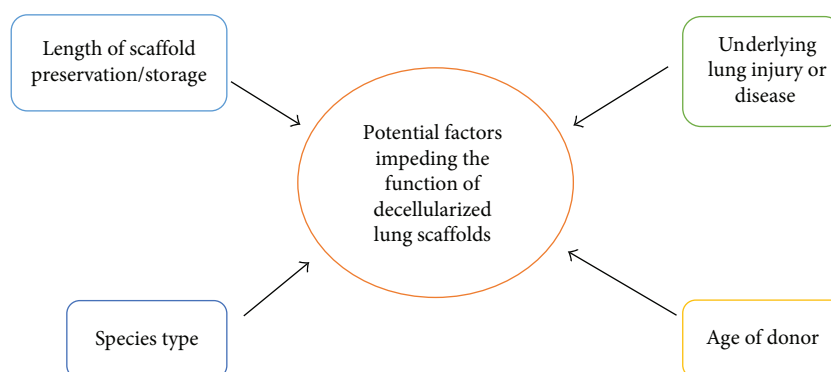 Length of scaffold
preservation/storage
Underlying
lung injury or
disease
Potential factors
impeding the
function of
decellularized
lung scaffolds
Species type
Age of donor